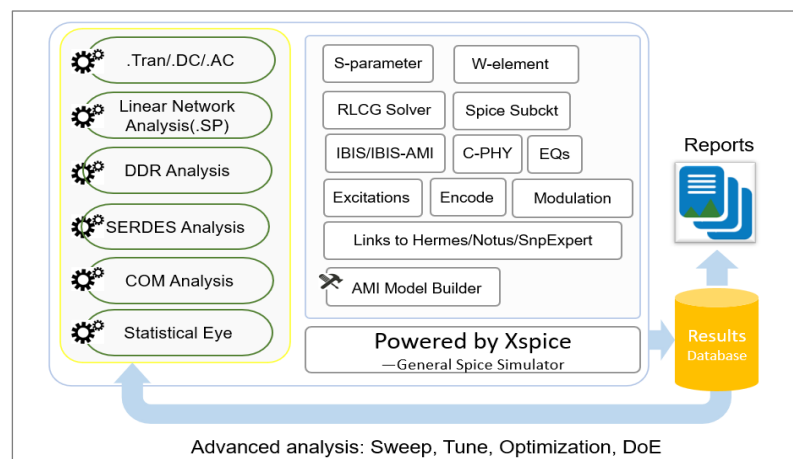 .Tran/.DC/.AC
Linear Network
Analysis(.SP)
DDR Analysis
SERDES Analysis
COM Analysis
Statistical Eye
S-parameter
W-element
RLCG Solver
Spice Subckt
IBIS/IBIS-AMI
C-PHY
EQs
Excitations
Encode
Modulation
Links to Hermes/Notus/SnpExpert
AMI Model Builder
Powered by Xspice
—General Spice Simulator
Reports
Results
Database
Advanced analysis: Sweep, Tune, Optimization, DoE